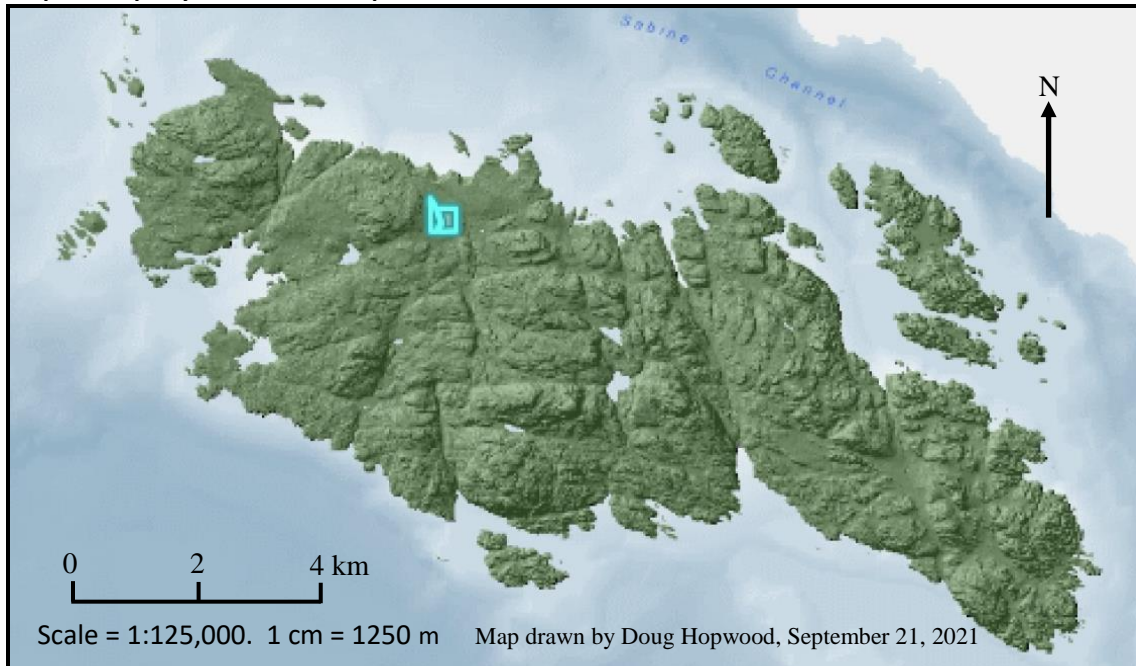 Sabine
Channel
N
0 2 4 km
Scale = 1:125,000. 1 cm = 1250 m Map drawn by Doug Hopwood, September 21, 2021